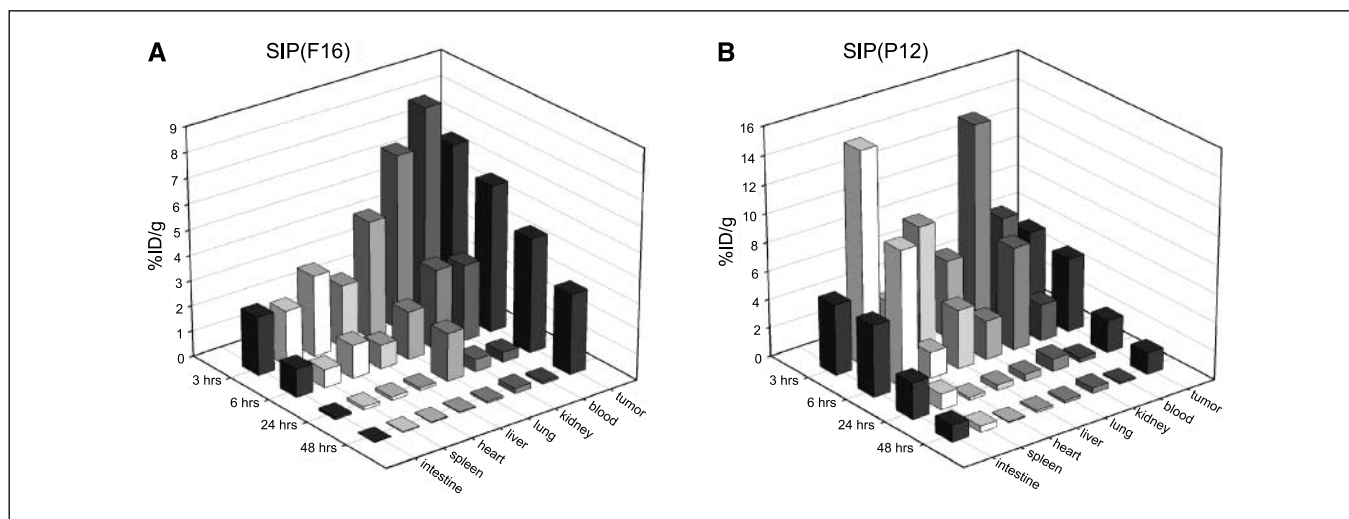 A
SIP(F16)
%ID/g
9
8
7
6
5
4
3
2
1
0
3 hrs
6 hrs
24 hrs
48 hrs
intestine
spleen
heart
liver
lung
kidney
blood
tumor
B
SIP(P12)
%ID/g
16
14
12
10
8
6
4
2
0
3 hrs
6 hrs
24 hrs
48 hrs
intestine
spleen
heart
liver
lung
kidney
blood
tumor